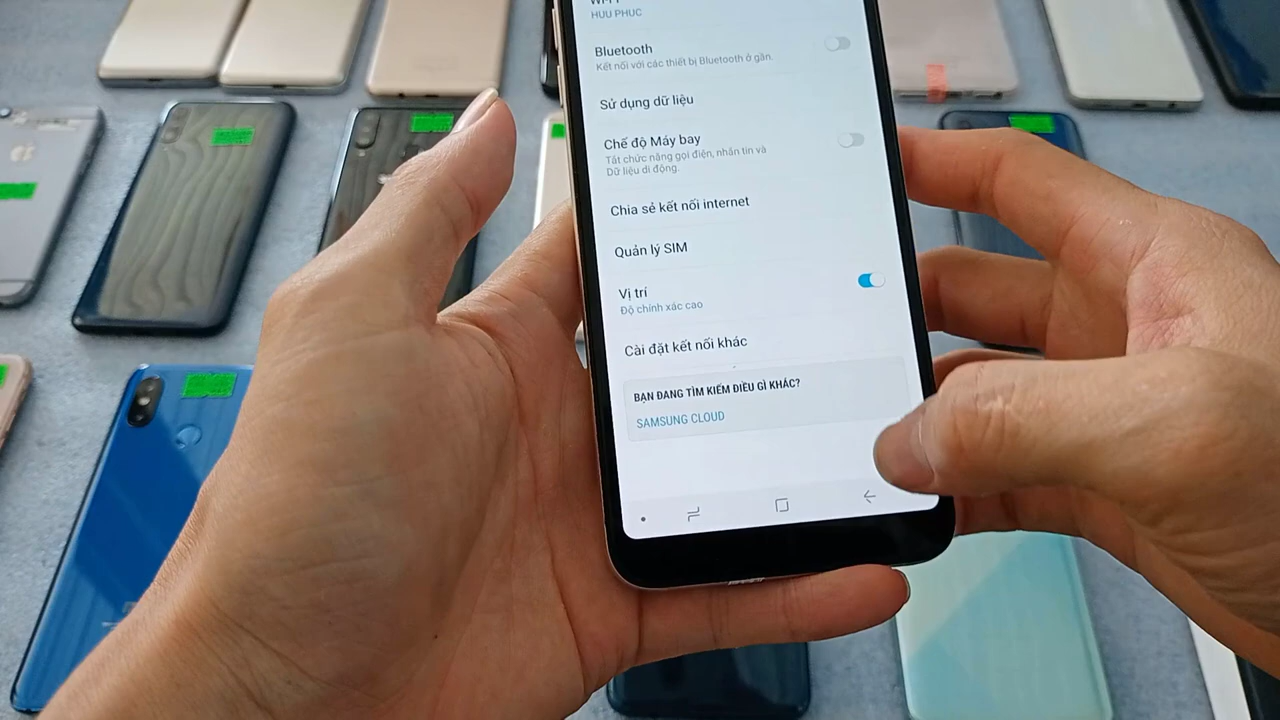 Wi-Fi
HUU PHUC
Bluetooth
Kết nối với các thiết bị Bluetooth ở gần.
Sử dụng dữ liệu
Chế độ Máy bay
Tắt chức năng gọi điện, nhắn tin và
Dữ liệu di động.
Chia sẻ kết nối internet
Quản lý SIM
Vị trí
Độ chính xác cao
Cài đặt kết nối khác
BẠN ĐANG TÌM KIẾM ĐIỀU GÌ KHÁC?
SAMSUNG CLOUD